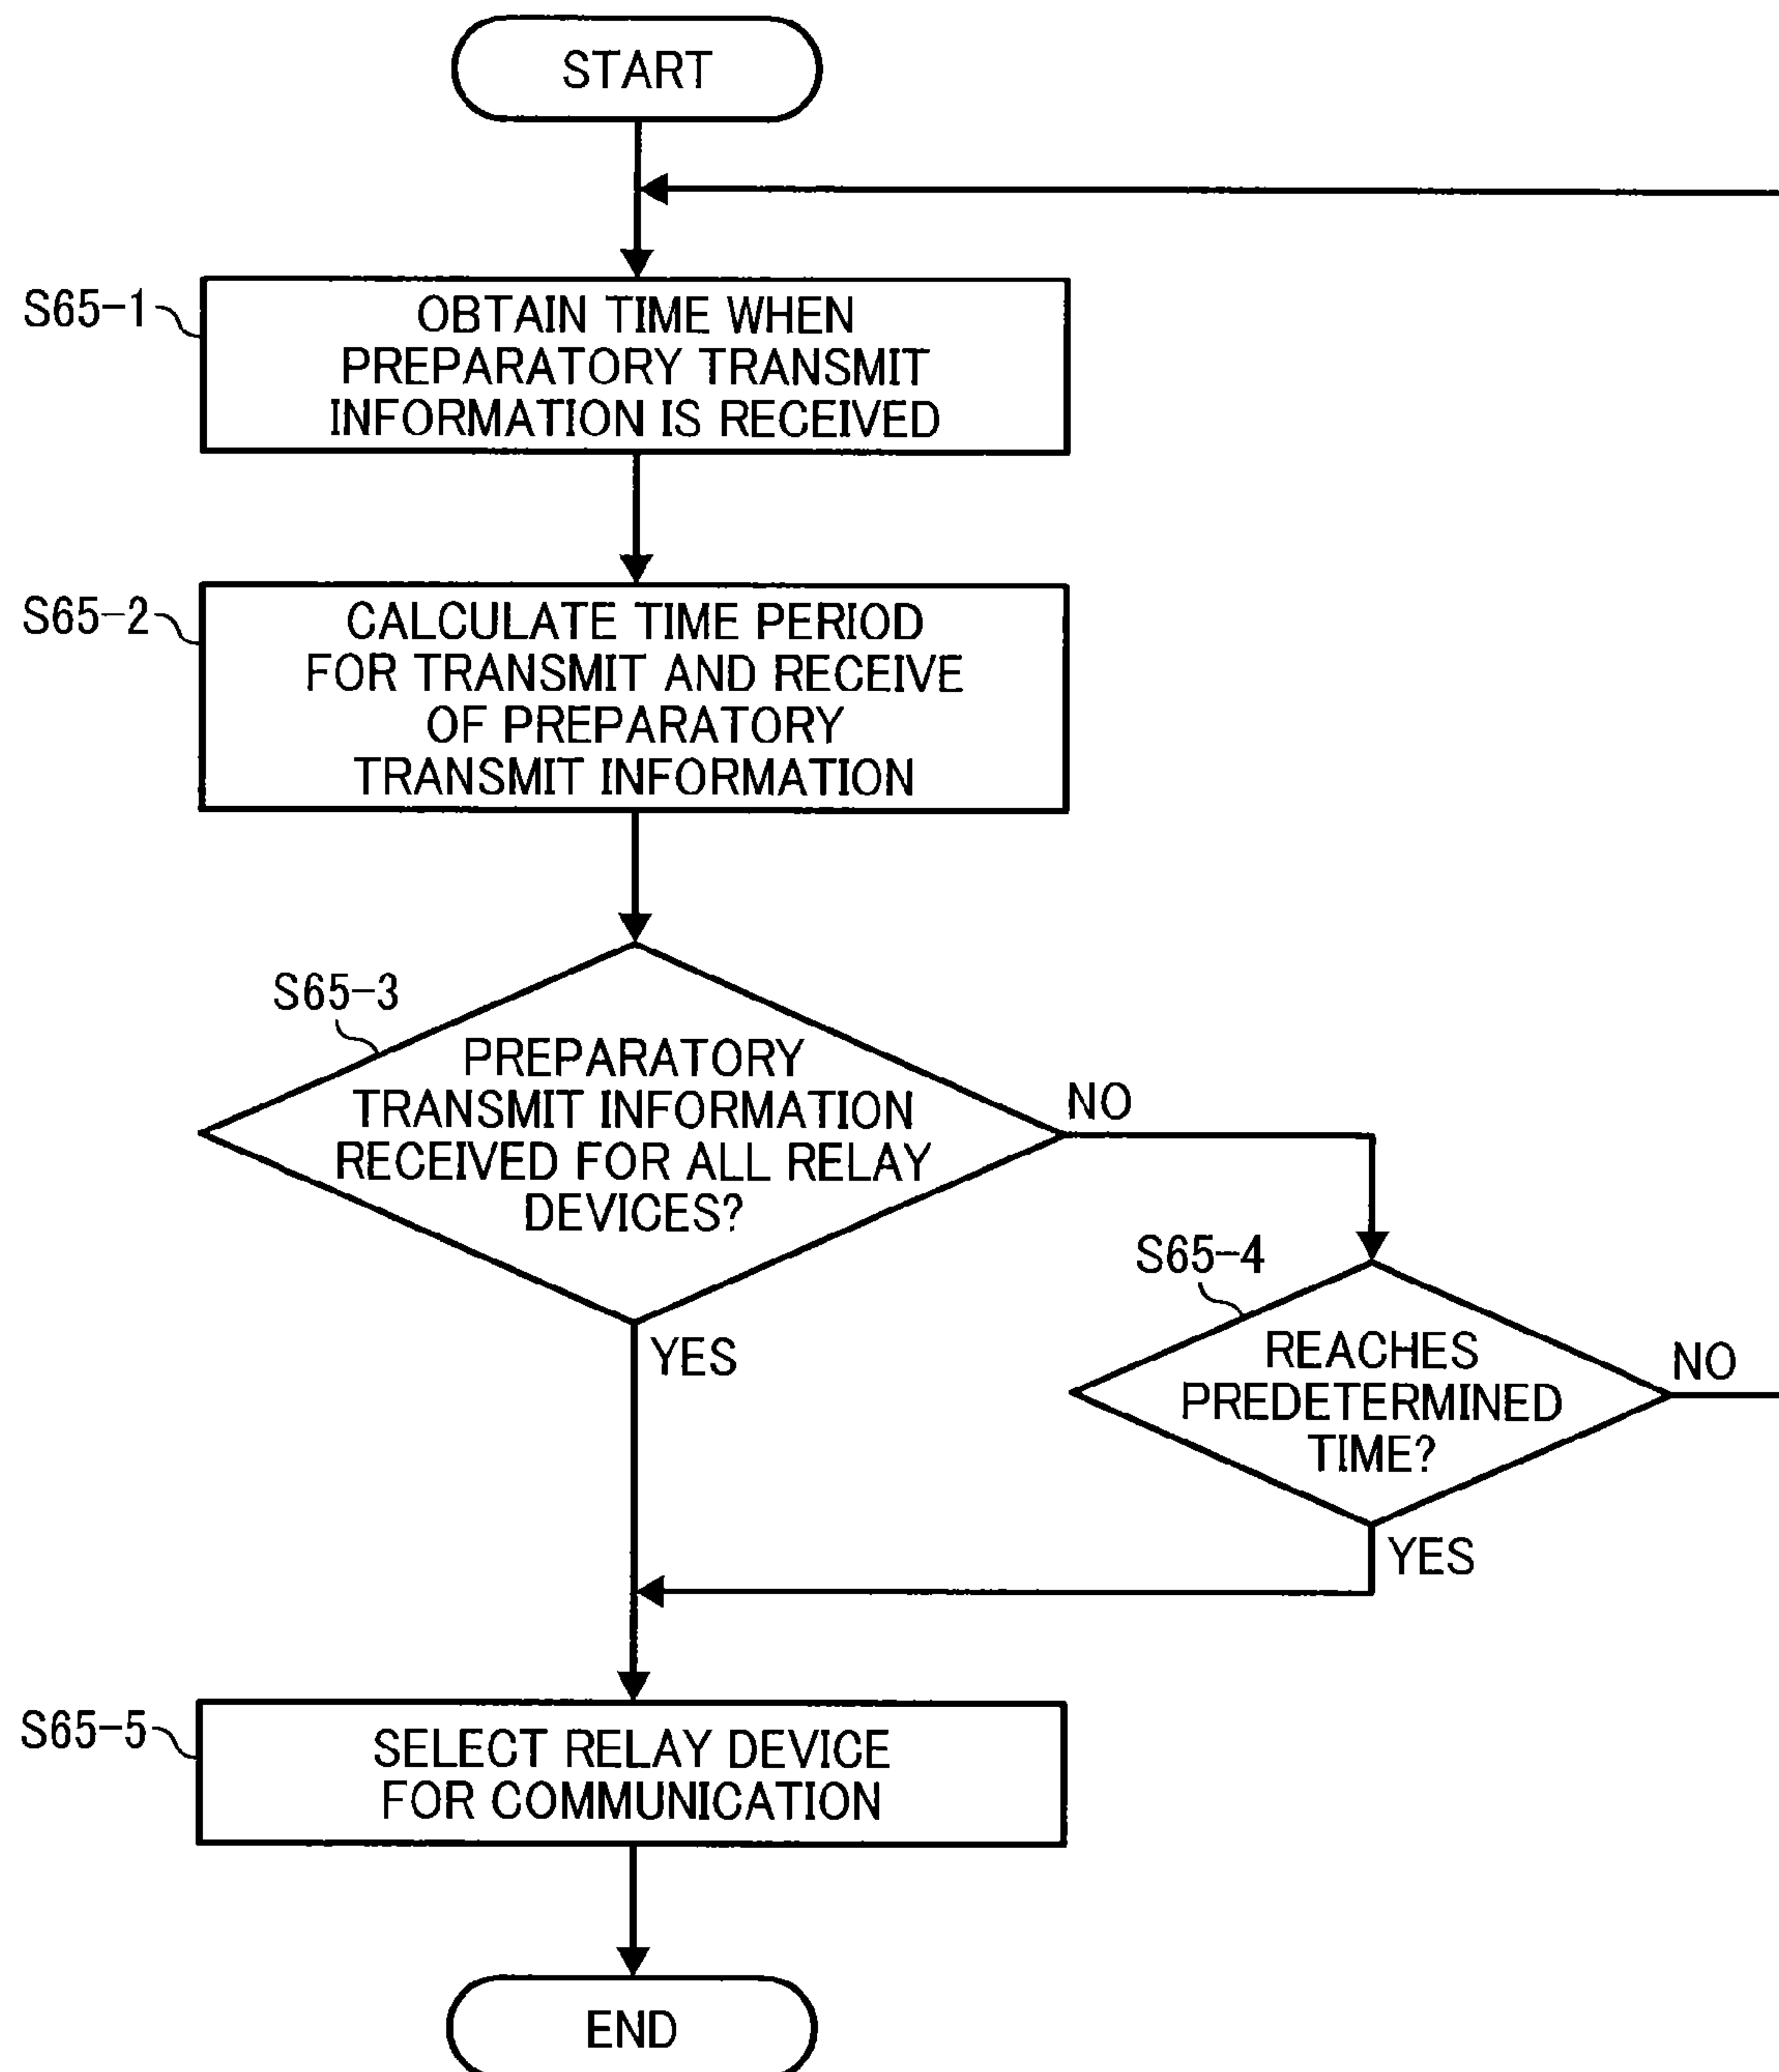 START
S65-1
OBTAIN TIME WHEN
PREPARATORY TRANSMIT
INFORMATION IS RECEIVED
S65-2
CALCULATE TIME PERIOD
FOR TRANSMIT AND RECEIVE
OF PREPARATORY
TRANSMIT INFORMATION
S65-3
PREPARATORY
TRANSMIT INFORMATION
RECEIVED FOR ALL RELAY
DEVICES?
NO
YES
S65-4
REACHES
PREDETERMINED
TIME?
NO
YES
S65-5
SELECT RELAY DEVICE
FOR COMMUNICATION
END